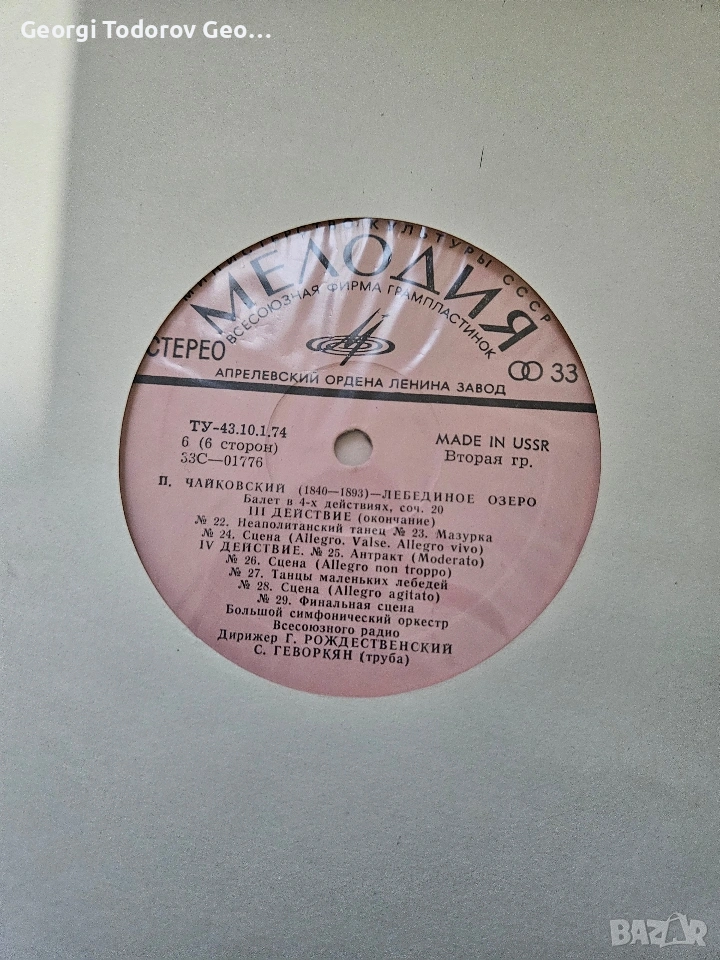 Georgi Todorov Geo...
КУЛЬТУРЫ СССР
МЕЛОДИЯ
ВСЕСОЮЗНАЯ ФИРМА ГРАМПЛАСТИНОК
СТЕРЕО
33
АПРЕЛЕВСКИЙ ОРДЕНА ЛЕНИНА ЗАВОД
ТУ-43.10.1.74
6 (6 сторон)
33С—01776
MADE IN USSR
Вторая гр.
П. ЧАЙКОВСКИЙ (1840—1893)—ЛЕБЕДИНОЕ ОЗЕРО
Балет в 4-х действиях, соч. 20
III ДЕЙСТВИЕ (окончание)
№ 22. Неаполитанский танец № 23. Мазурка
№ 24. Сцена (Allegro. Valse. Allegro vivo)
IV ДЕЙСТВИЕ. № 25. Антракт (Moderato)
№ 26. Сцена (Allegro non troppo)
№ 27. Танцы маленьких лебедей
№ 28. Сцена (Allegro agitato)
№ 29. Финальная сцена
Большой симфонический оркестр
Всесоюзного радио
Дирижер Г. РОЖДЕСТВЕНСКИЙ
С. ГЕВОРКЯН (труба)
BAZAR